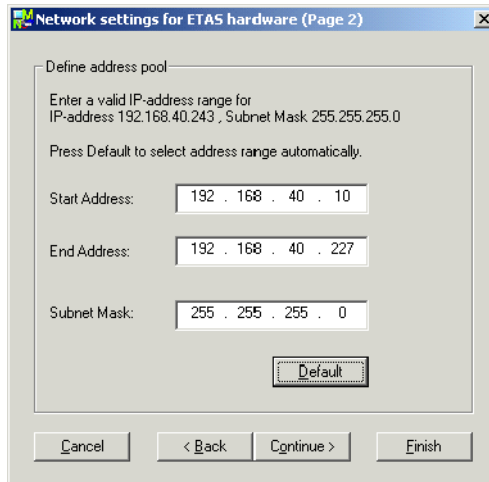 Network settings for ETAS hardware (Page 2)
Define address pool
Enter a valid IP-address range for
IP-address 192.168.40.243 , Subnet Mask 255.255.255.0
Press Default to select address range automatically.
Start Address: 192 . 168 . 40 . 10
End Address: 192 . 168 . 40 . 227
Subnet Mask: 255 . 255 . 255 . 0
Default
Cancel < Back Continue > Finish